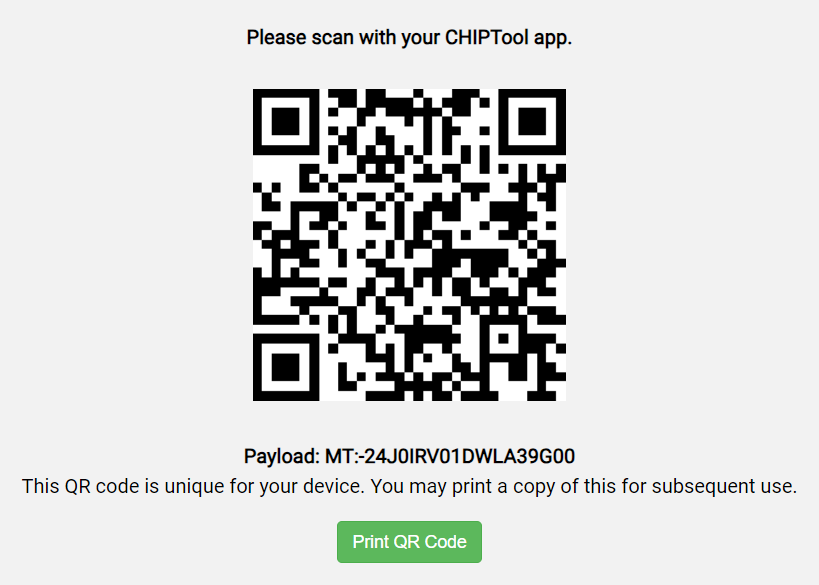 Please scan with your CHIPTool app.
Payload: MT:-24J0IRV01DWLA39G00
This QR code is unique for your device. You may print a copy of this for subsequent use.
Print QR Code